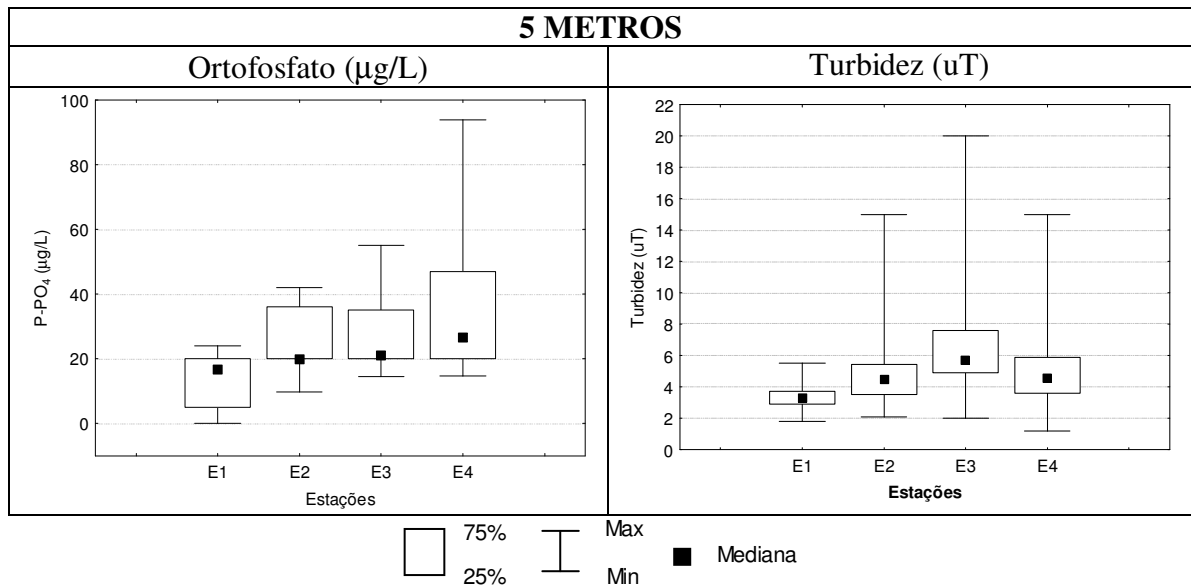 5 METROS
Ortofosfato (µg/L)
Turbidez (uT)
P-PO4 (µg/L)
100
80
60
40
20
0
E1 E2 E3 E4
Estações
Turbidez (uT)
22
20
18
16
14
12
10
8
6
4
2
0
E1 E2 E3 E4
Estações
75%
25%
Max
Min
Mediana